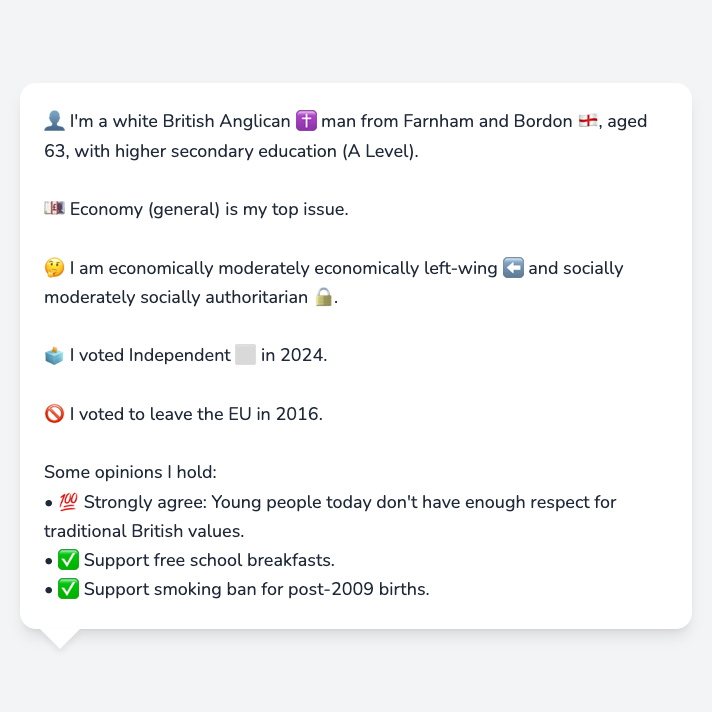 👤 I'm a white British Anglican ✝️ man from Farnham and Bordon 🏴󠁧󠁢󠁥󠁮󠁧󠁿, aged
63, with higher secondary education (A Level).
💷 Economy (general) is my top issue.
🤔 I am economically moderately economically left-wing ⬅️ and socially
moderately socially authoritarian 🔒.
🗳️ I voted Independent ⬜ in 2024.
🚫 I voted to leave the EU in 2016.
Some opinions I hold:
• 💯 Strongly agree: Young people today don't have enough respect for
traditional British values.
• ✅ Support free school breakfasts.
• ✅ Support smoking ban for post-2009 births.